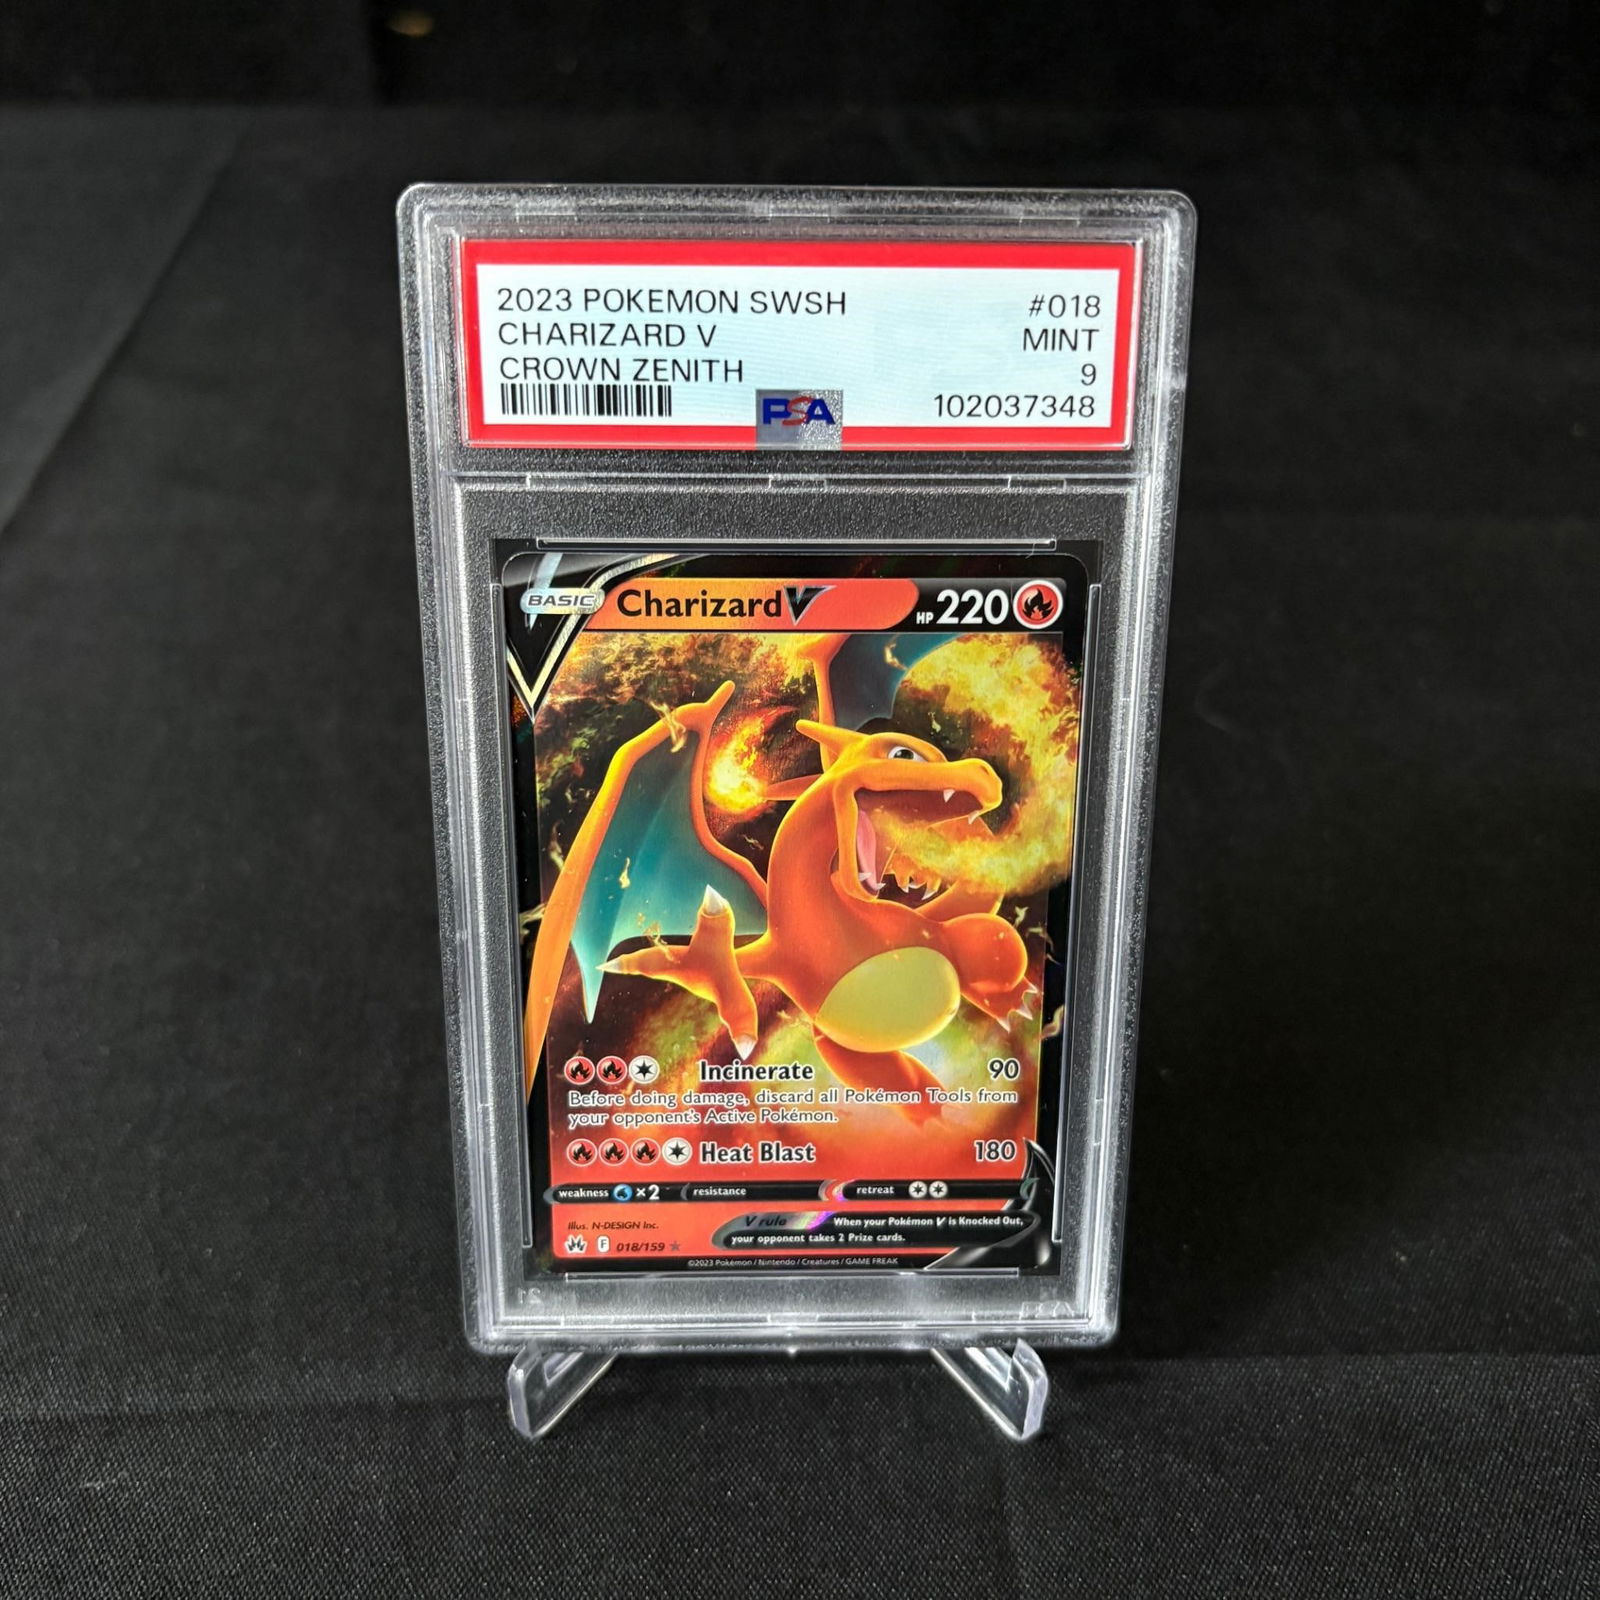 2023 POKEMON SWSH #018
CHARIZARD V MINT
CROWN ZENITH 9
PSA 102037348
BASIC Charizard V HP 220
Incinerate 90
Before doing damage, discard all Pokémon Tools from
your opponent's Active Pokémon.
Heat Blast 180
weakness ×2 resistance retreat
Illus. N-DESIGN Inc. V rule When your Pokémon V is Knocked Out,
your opponent takes 2 Prize cards.
F 018/159
©2023 Pokémon / Nintendo / Creatures / GAME FREAK